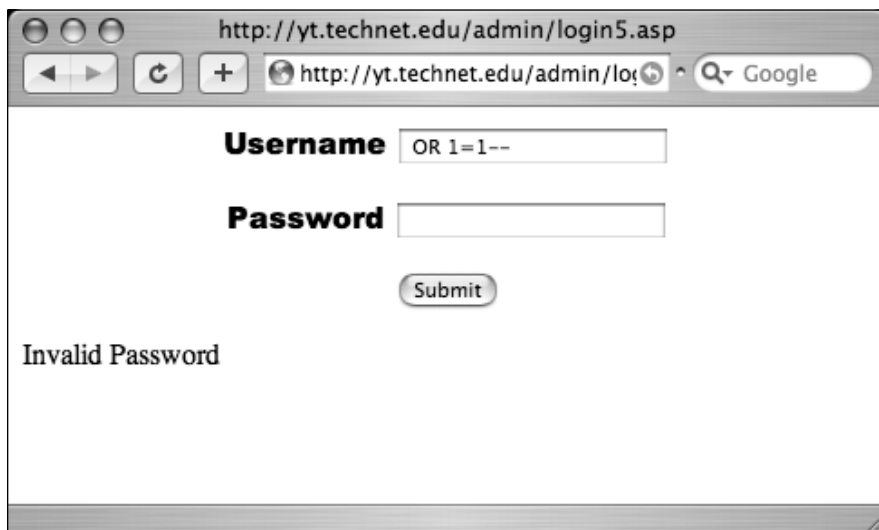 http://yt.technet.edu/admin/login5.asp
http://yt.technet.edu/admin/log
Google
Username OR 1=1--
Password
Submit
Invalid Password